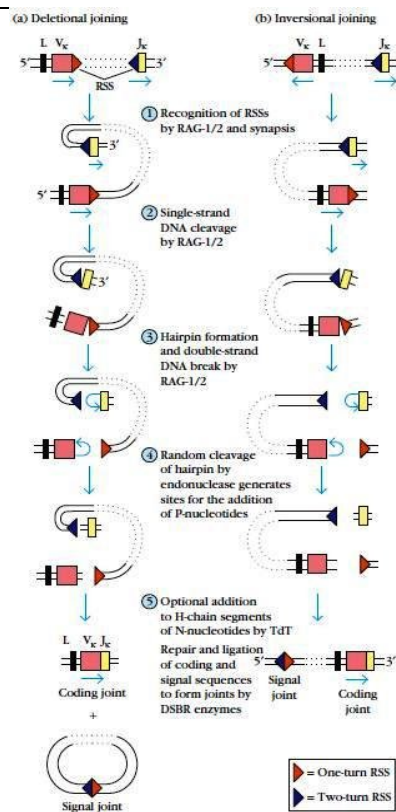 (a) Deletional joining
(b) Inversional joining
L Vκ Jκ
5′ 3′
RSS
Vκ L Jκ
5′ 3′
RSS
① Recognition of RSSs
by RAG-1/2 and synapsis
3′
5′
② Single-strand
DNA cleavage
by RAG-1/2
3′
③ Hairpin formation
and double-strand
DNA break by
RAG-1/2
④ Random cleavage
of hairpin by
endonuclease generates
sites for the addition
of P-nucleotides
⑤ Optional addition
to H-chain segments
of N-nucleotides by TdT
Repair and ligation
of coding and
signal sequences
to form joints by
DSBR enzymes
L Vκ Jκ
Coding joint
+
Signal joint
5′ 3′
Signal
joint
Coding
joint
= One-turn RSS
= Two-turn RSS